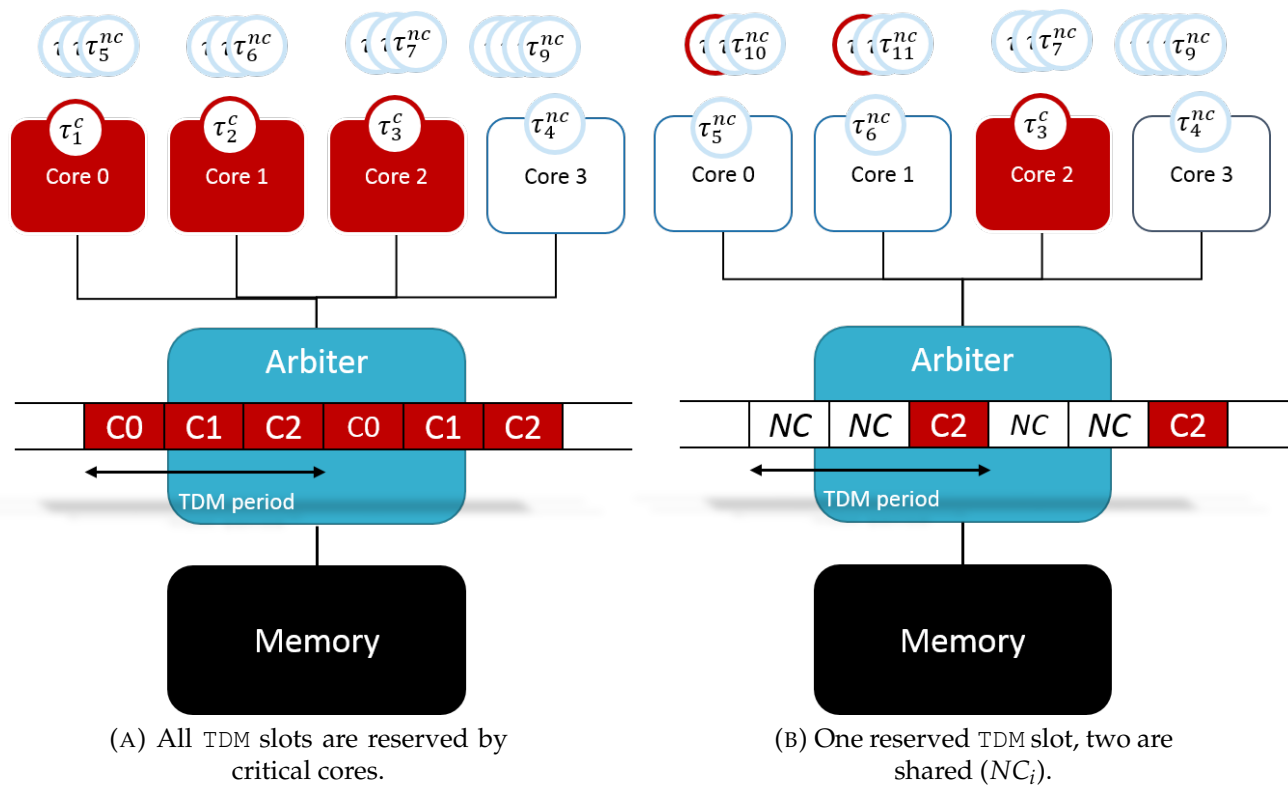 τ τ τ₅ⁿᶜ τ τ τ₆ⁿᶜ τ τ τ₇ⁿᶜ τ τ τ τ₉ⁿᶜ
τ₁ᶜ τ₂ᶜ τ₃ᶜ τ₄ⁿᶜ
Core 0 Core 1 Core 2 Core 3
Arbiter
C0 C1 C2 C0 C1 C2
TDM period
Memory
(A) All TDM slots are reserved by
critical cores.
τ τ τ₁₀ⁿᶜ τ τ τ₁₁ⁿᶜ τ τ τ₇ⁿᶜ τ τ τ τ₉ⁿᶜ
τ₅ⁿᶜ τ₆ⁿᶜ τ₃ᶜ τ₄ⁿᶜ
Core 0 Core 1 Core 2 Core 3
Arbiter
NC NC C2 NC NC C2
TDM period
Memory
(B) One reserved TDM slot, two are
shared (NCᵢ).